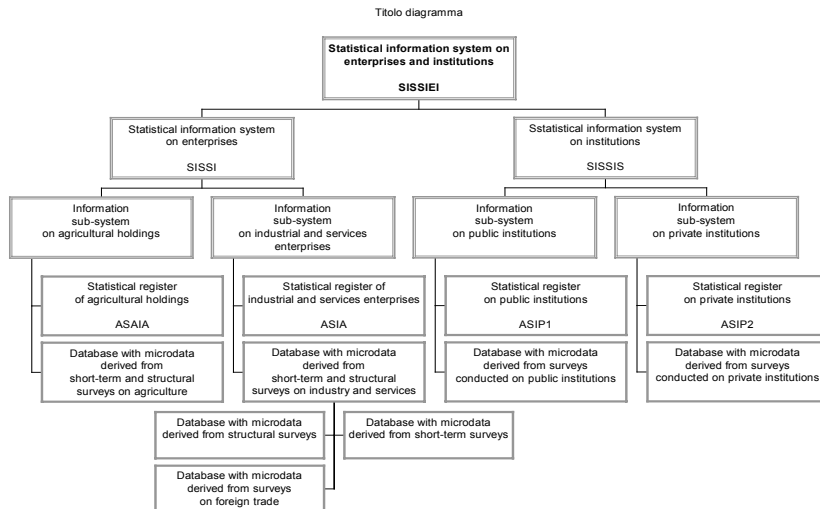 Titolo diagramma
Statistical information system on
enterprises and institutions
SISSIEI
Statistical information system
on enterprises
SISSI
Sstatistical information system
on institutions
SISSIS
Information
sub-system
on agricultural holdings
Information
sub-system
on industrial and services
enterprises
Information
sub-system
on public institutions
Information
sub-system
on private institutions
Statistical register
of agricultural holdings
ASAIA
Statistical register of
industrial and services enterprises
ASIA
Statistical register
on public institutions
ASIP1
Statistical register
on private institutions
ASIP2
Database with microdata
derived from
short-term and structural
surveys on agriculture
Database with microdata
derived from
short-term and structural
surveys on industry and services
Database with microdata
derived from surveys
conducted on public institutions
Database with microdata
derived from surveys
conducted on private institutions
Database with microdata
derived from structural surveys
Database with microdata
derived from short-term surveys
Database with microdata
derived from surveys
on foreign trade